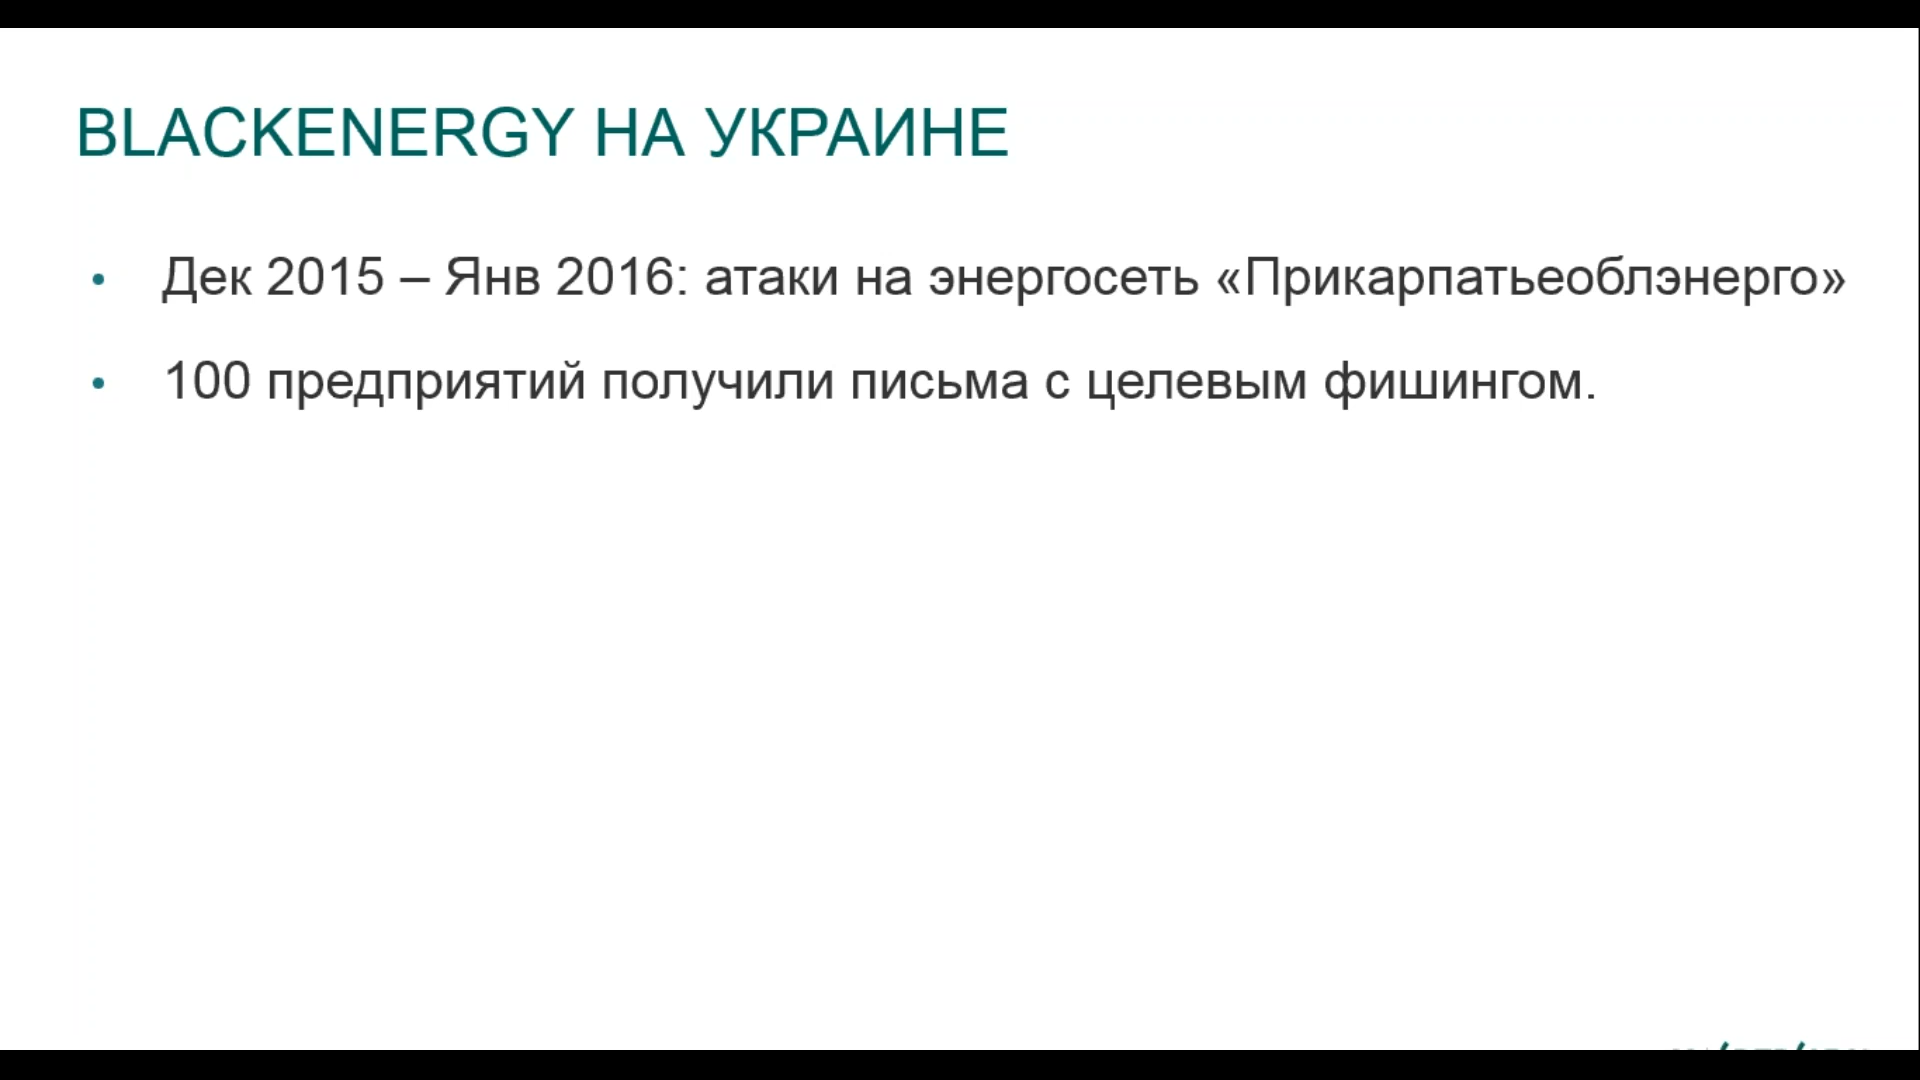 BLACKENERGY НА УКРАИНЕ
• Дек 2015 – Янв 2016: атаки на энергосеть «Прикарпатьеоблэнерго»
• 100 предприятий получили письма с целевым фишингом.